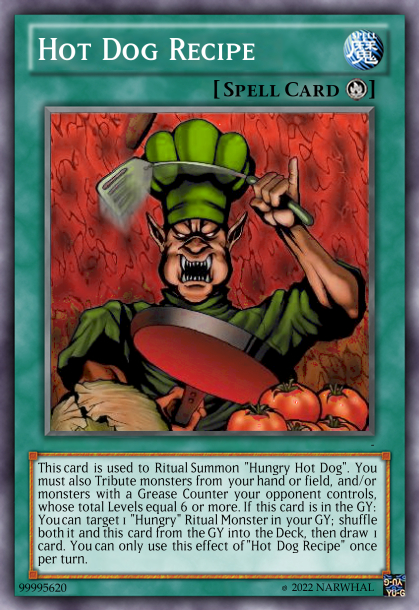 HOT DOG RECIPE
魔
[SPELL CARD]
This card is used to Ritual Summon "Hungry Hot Dog". You
must also Tribute monsters from your hand or field, and/or
monsters with a Grease Counter your opponent controls,
whose total Levels equal 6 or more. If this card is in the GY:
You can target 1 "Hungry" Ritual Monster in your GY; shuffle
both it and this card from the GY into the Deck, then draw 1
card. You can only use this effect of "Hot Dog Recipe" once
per turn.
99995620
© 2022 NARWHAL